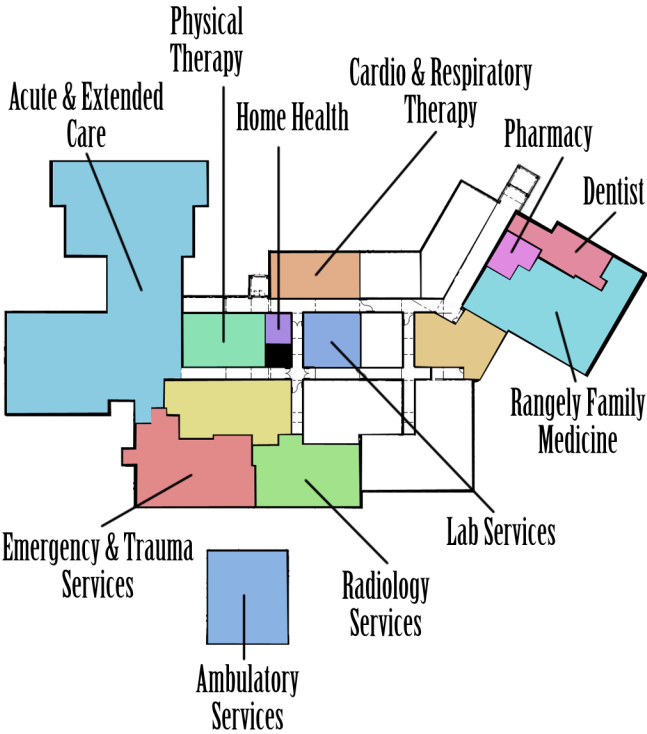 Physical
Therapy
Cardio & Respiratory
Therapy
Acute & Extended
Care
Home Health
Pharmacy
Dentist
Rangely Family
Medicine
Lab Services
Emergency & Trauma
Services
Radiology
Services
Ambulatory
Services